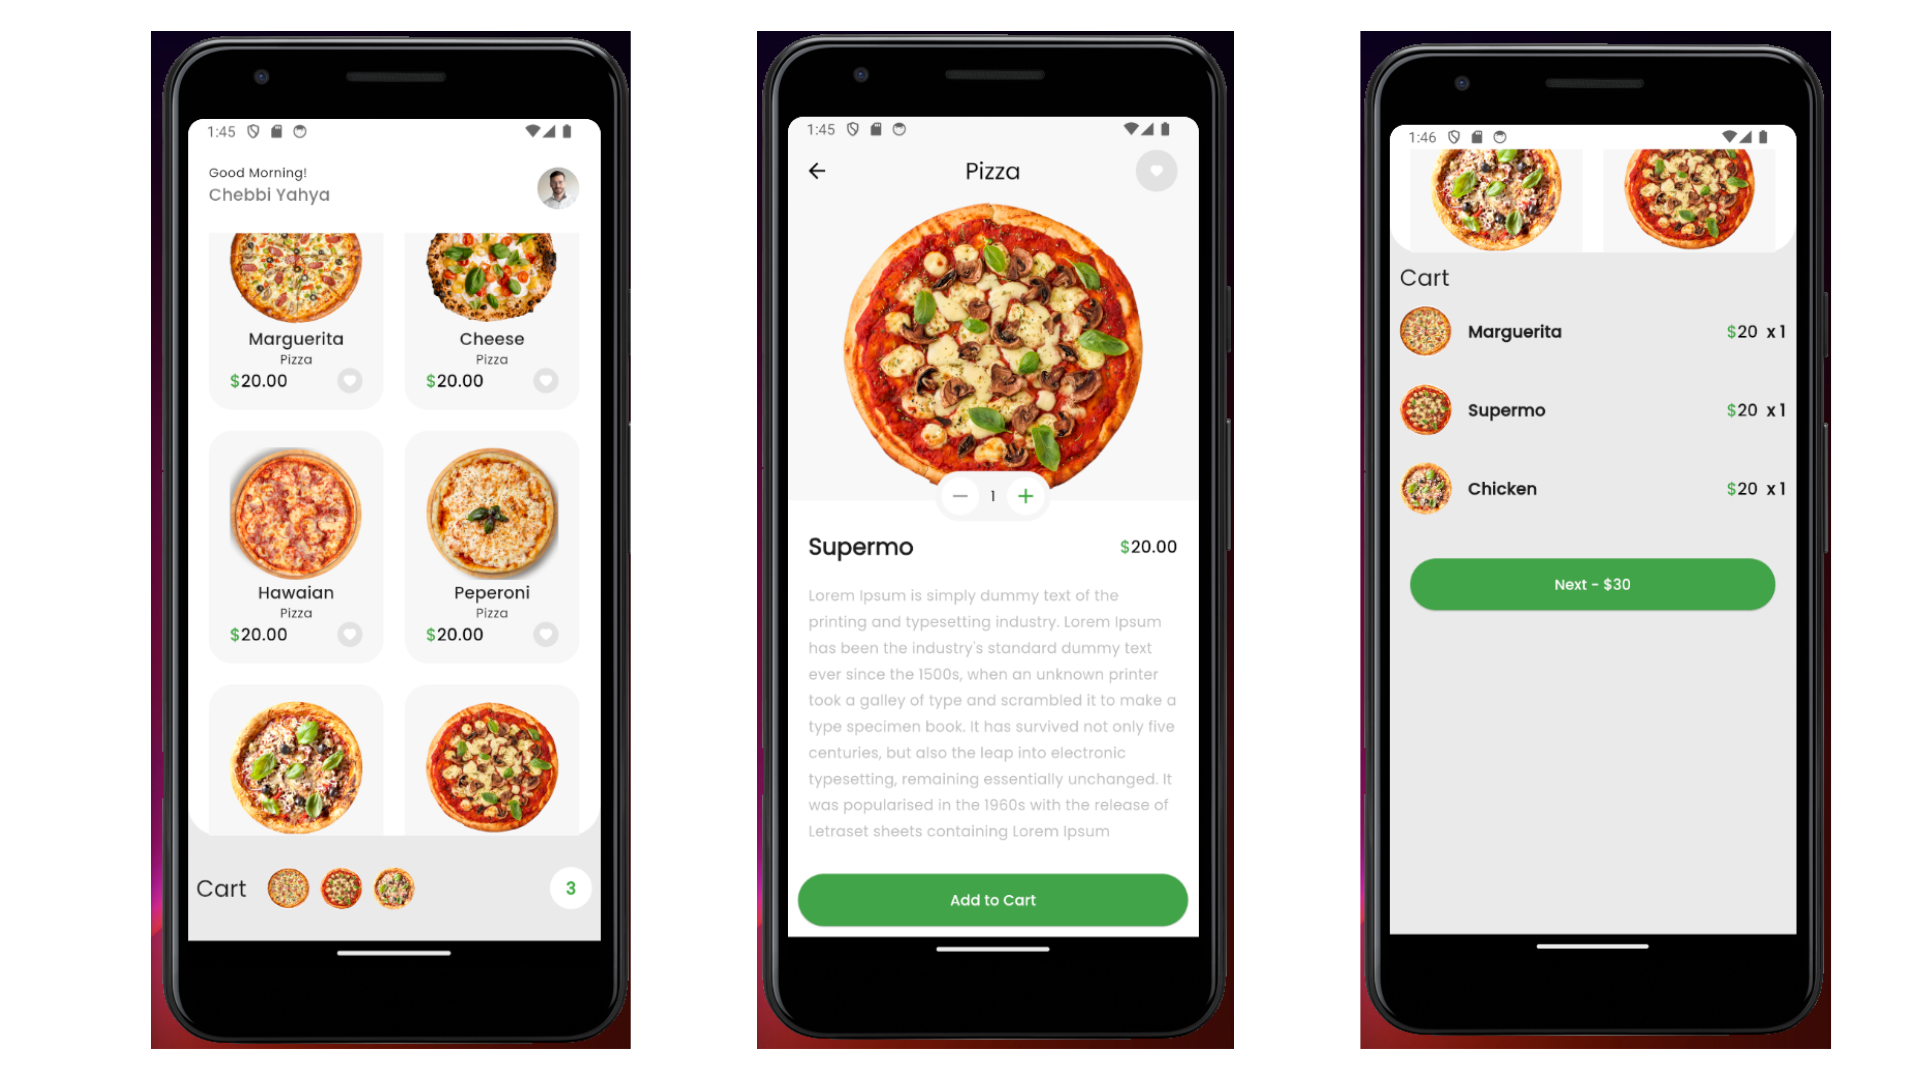 1:45
Good Morning!
Chebbi Yahya
Marguerita
Pizza
$20.00
Cheese
Pizza
$20.00
Hawaian
Pizza
$20.00
Peperoni
Pizza
$20.00
Cart
3
1:45
Pizza
1
Supermo
$20.00
Lorem Ipsum is simply dummy text of the
printing and typesetting industry. Lorem Ipsum
has been the industry's standard dummy text
ever since the 1500s, when an unknown printer
took a galley of type and scrambled it to make a
type specimen book. It has survived not only five
centuries, but also the leap into electronic
typesetting, remaining essentially unchanged. It
was popularised in the 1960s with the release of
Letraset sheets containing Lorem Ipsum
Add to Cart
1:46
Cart
Marguerita $20 x 1
Supermo $20 x 1
Chicken $20 x 1
Next - $30